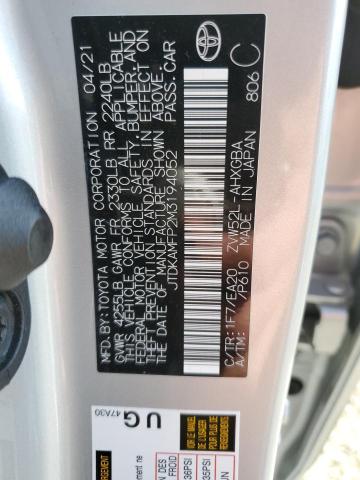 MFD.BY:TOYOTA MOTOR CORPORATION 04/21
GVWR 4255LB GAWR FR 2330LB RR 2240LB
THIS VEHICLE CONFORMS TO ALL APPLICABLE
FEDERAL MOTOR VEHICLE SAFETY, BUMPER, AND
THEFT PREVENTION STANDARDS IN EFFECT ON
THE DATE OF MANUFACTURE SHOWN ABOVE.
JTDKAMFP2M3194052 PASS.CAR
C/TR:1F7/EA20 ZVW52L-AHXGBA
A/TM: /P610 MADE IN JAPAN
806 C
TOYOTA
UG
47A30